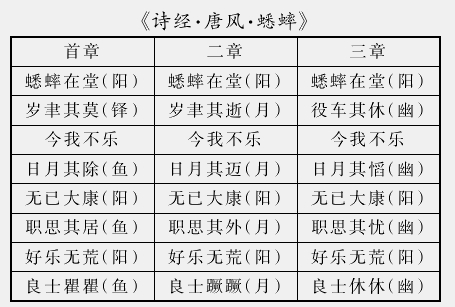 《诗经·唐风·蟋蟀》
首章 二章 三章
蟋蟀在堂(阳) 蟋蟀在堂(阳) 蟋蟀在堂(阳)
岁聿其莫(铎) 岁聿其逝(月) 役车其休(幽)
今我不乐 今我不乐 今我不乐
日月其除(鱼) 日月其迈(月) 日月其慆(幽)
无已大康(阳) 无已大康(阳) 无已大康(阳)
职思其居(鱼) 职思其外(月) 职思其忧(幽)
好乐无荒(阳) 好乐无荒(阳) 好乐无荒(阳)
良士瞿瞿(鱼) 良士蹶蹶(月) 良士休休(幽)